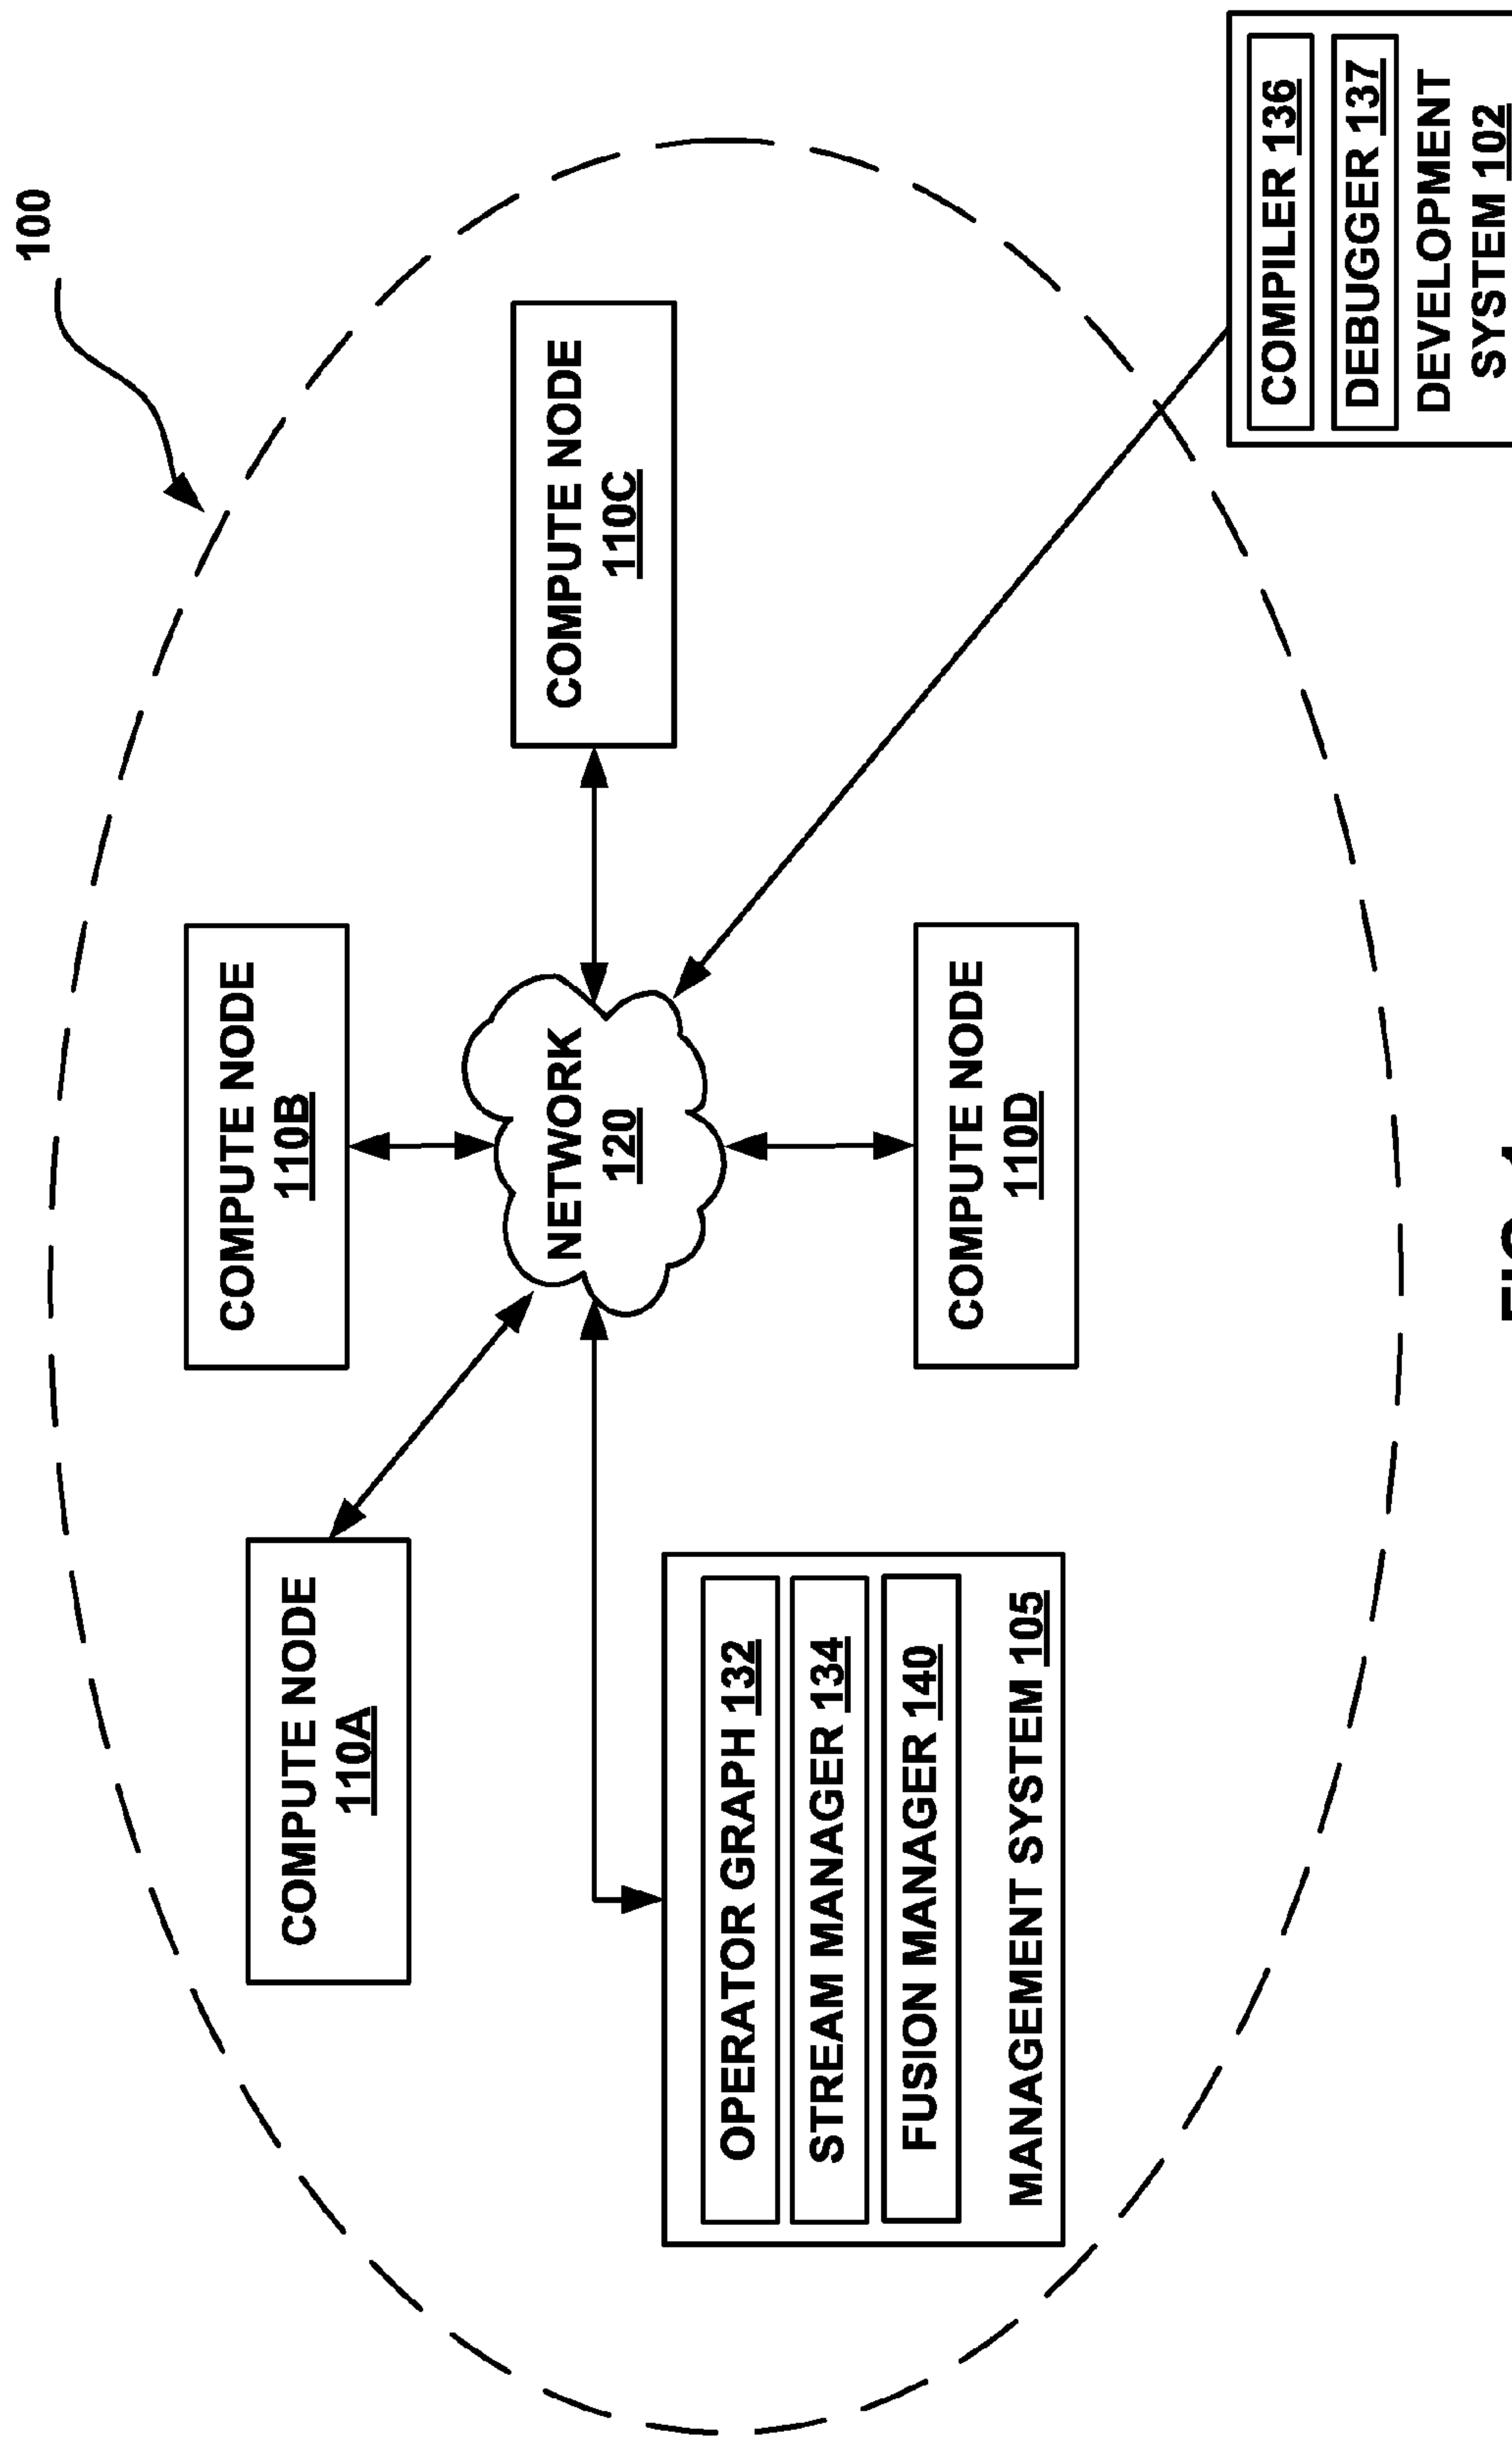 100
COMPUTE NODE
110B
COMPUTE NODE
110A
NETWORK
120
COMPUTE NODE
110C
OPERATOR GRAPH 132
STREAM MANAGER 134
FUSION MANAGER 140
MANAGEMENT SYSTEM 105
COMPUTE NODE
110D
COMPILER 136
DEBUGGER 137
DEVELOPMENT
SYSTEM 102